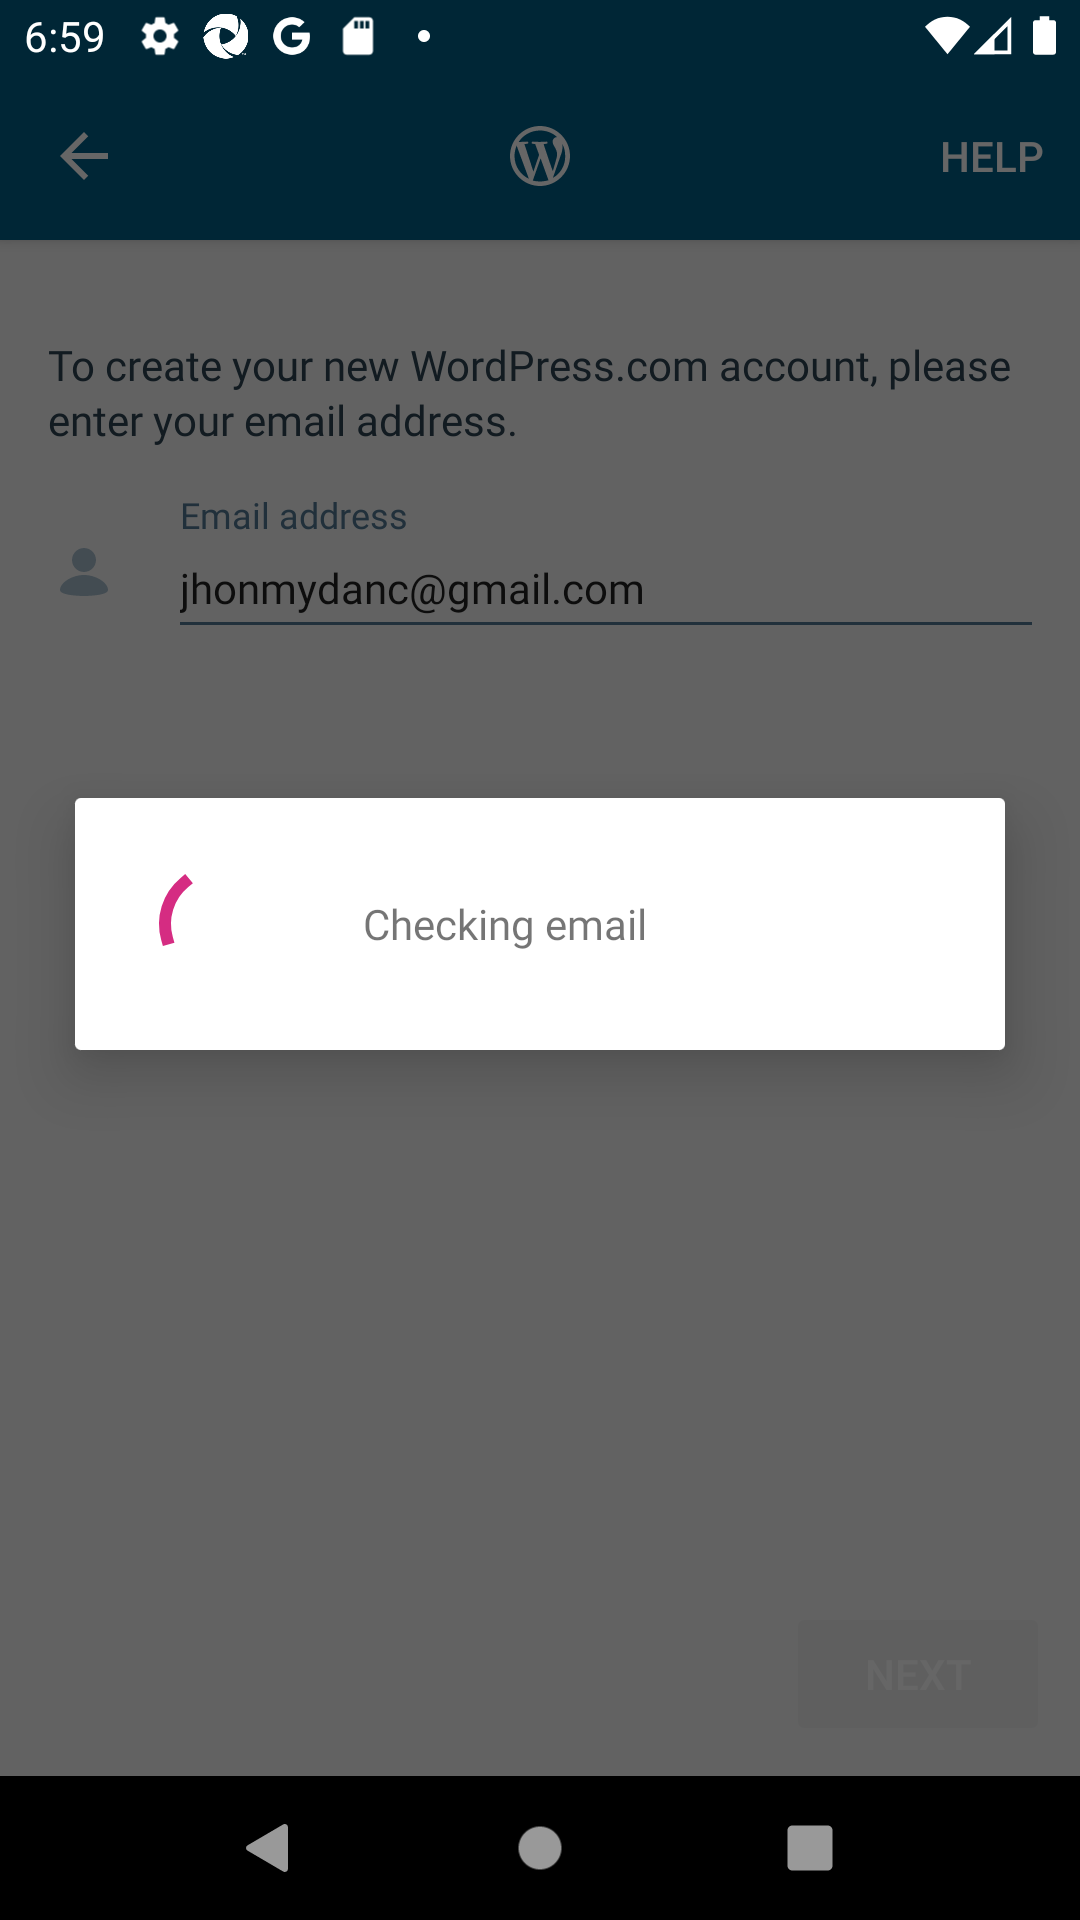 6:59
HELP
To create your new WordPress.com account, please
enter your email address.
Email address
jhonmydanc@gmail.com
Checking email
NEXT